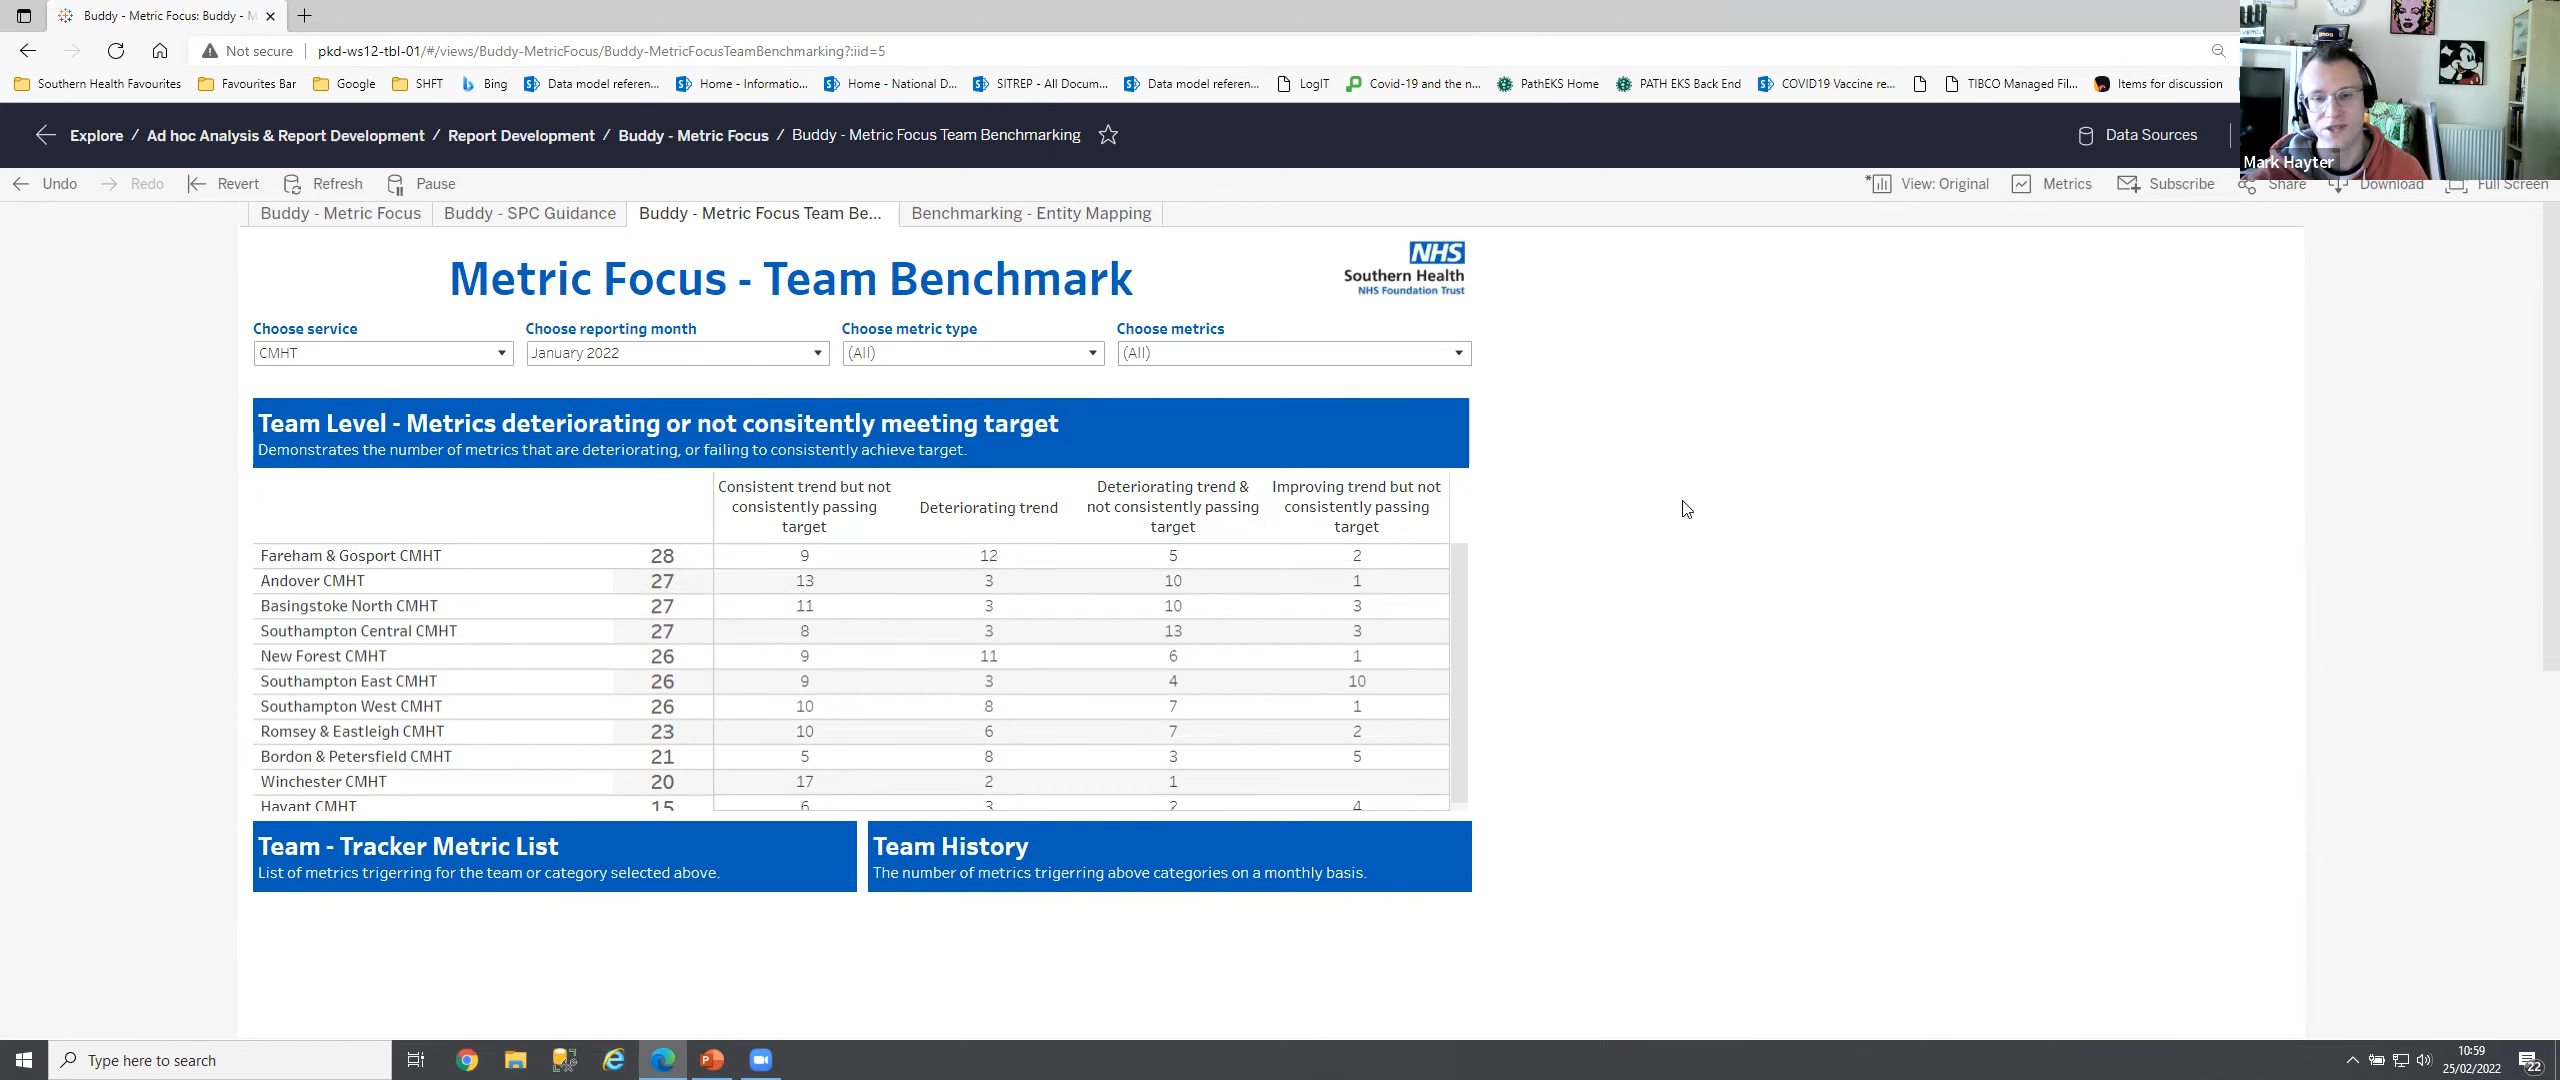 Buddy - Metric Focus: Buddy - M
Not secure
pkd-ws12-tbl-01/#/views/Buddy-MetricFocus/Buddy-MetricFocusTeamBenchmarking?:iid=5
Southern Health Favourites
Favourites Bar
Google
SHFT
Bing
Data model referen...
Home - Informatio...
Home - National D...
SITREP - All Docum...
Data model referen...
LogIT
Covid-19 and the n...
PathEKS Home
PATH EKS Back End
COVID19 Vaccine re...
TIBCO Managed Fil...
Items for discussion
Explore / Ad hoc Analysis & Report Development / Report Development / Buddy - Metric Focus / Buddy - Metric Focus Team Benchmarking
Data Sources
Mark Hayter
Undo
Redo
Revert
Refresh
Pause
View: Original
Metrics
Subscribe
Share
Download
Full Screen
Buddy - Metric Focus
Buddy - SPC Guidance
Buddy - Metric Focus Team Be...
Benchmarking - Entity Mapping
Metric Focus - Team Benchmark
NHS
Southern Health
NHS Foundation Trust
Choose service
Choose reporting month
Choose metric type
Choose metrics
CMHT
January 2022
(All)
(All)
Team Level - Metrics deteriorating or not consitently meeting target
Demonstrates the number of metrics that are deteriorating, or failing to consistently achieve target.
Consistent trend but not
consistently passing
target
Deteriorating trend
Deteriorating trend &
not consistently passing
target
Improving trend but not
consistently passing
target
Fareham & Gosport CMHT 28 9 12 5 2
Andover CMHT 27 13 3 10 1
Basingstoke North CMHT 27 11 3 10 3
Southampton Central CMHT 27 8 3 13 3
New Forest CMHT 26 9 11 6 1
Southampton East CMHT 26 9 3 4 10
Southampton West CMHT 26 10 8 7 1
Romsey & Eastleigh CMHT 23 10 6 7 2
Bordon & Petersfield CMHT 21 5 8 3 5
Winchester CMHT 20 17 2 1
Havant CMHT 15 6 3 2 4
Team - Tracker Metric List
List of metrics trigerring for the team or category selected above.
Team History
The number of metrics trigerring above categories on a monthly basis.
Type here to search
10:59
25/02/2022
22